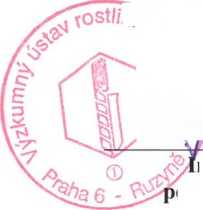 Výzkumný ústav rostli.
①
Praha 6 - Ruzyně